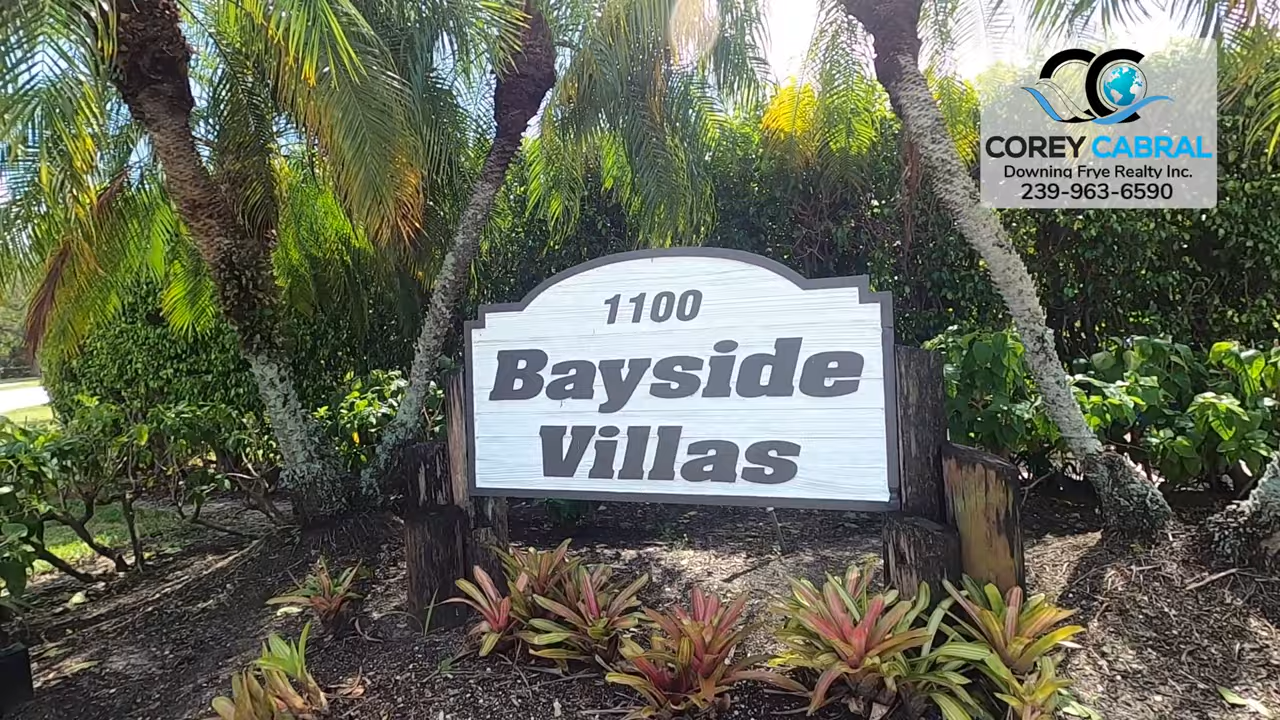 COREY CABRAL
Downing Frye Realty Inc.
239-963-6590
1100
Bayside
Villas